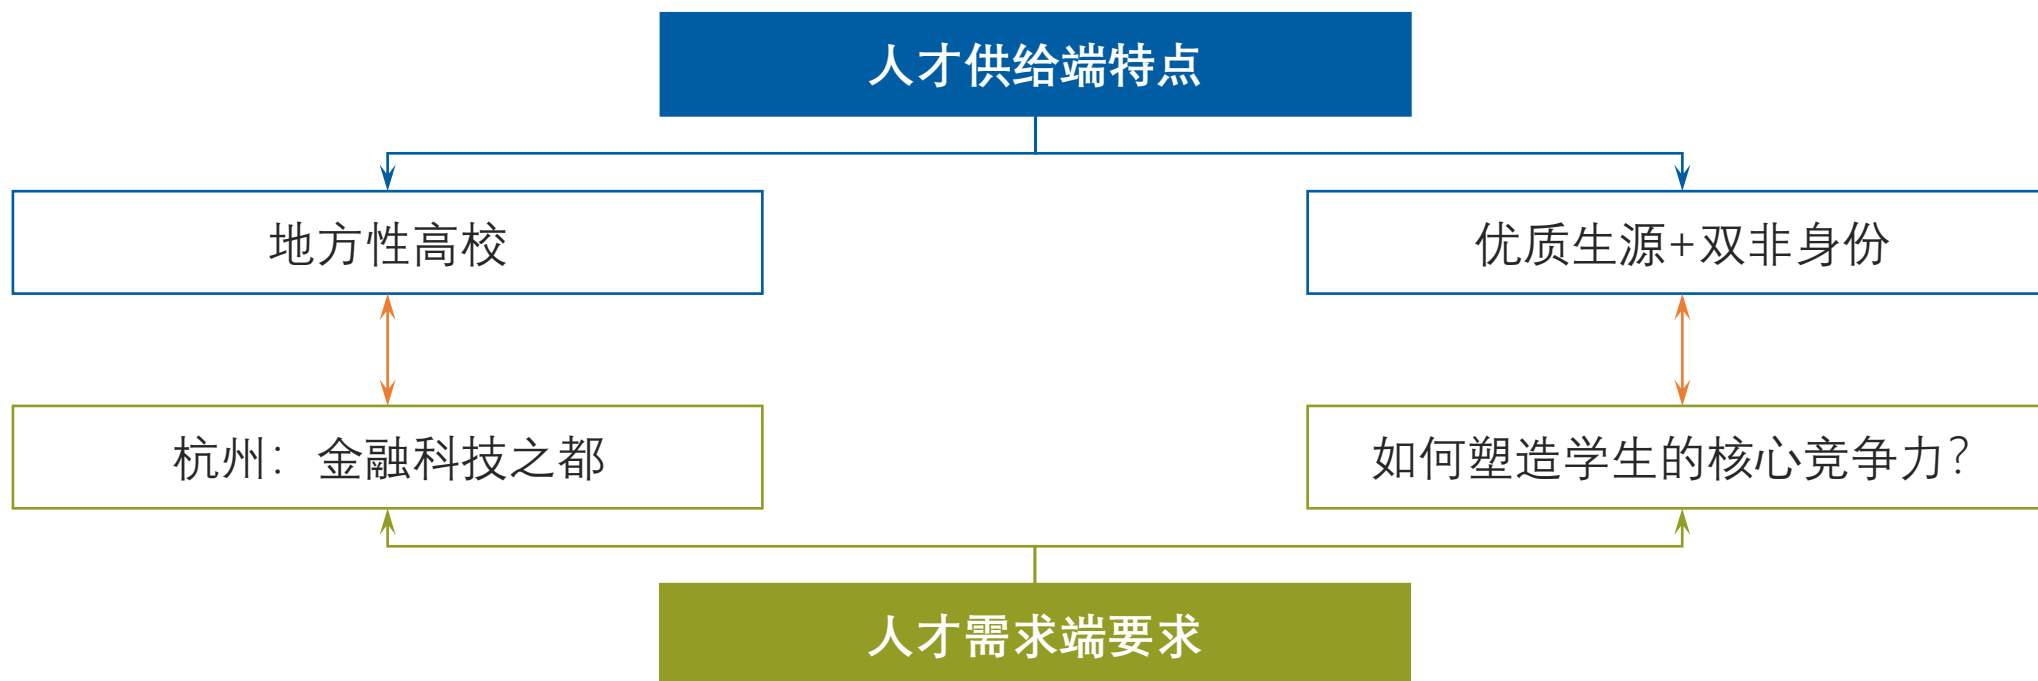 人才供给端特点
地方性高校
优质生源+双非身份
杭州：金融科技之都
如何塑造学生的核心竞争力？
人才需求端要求